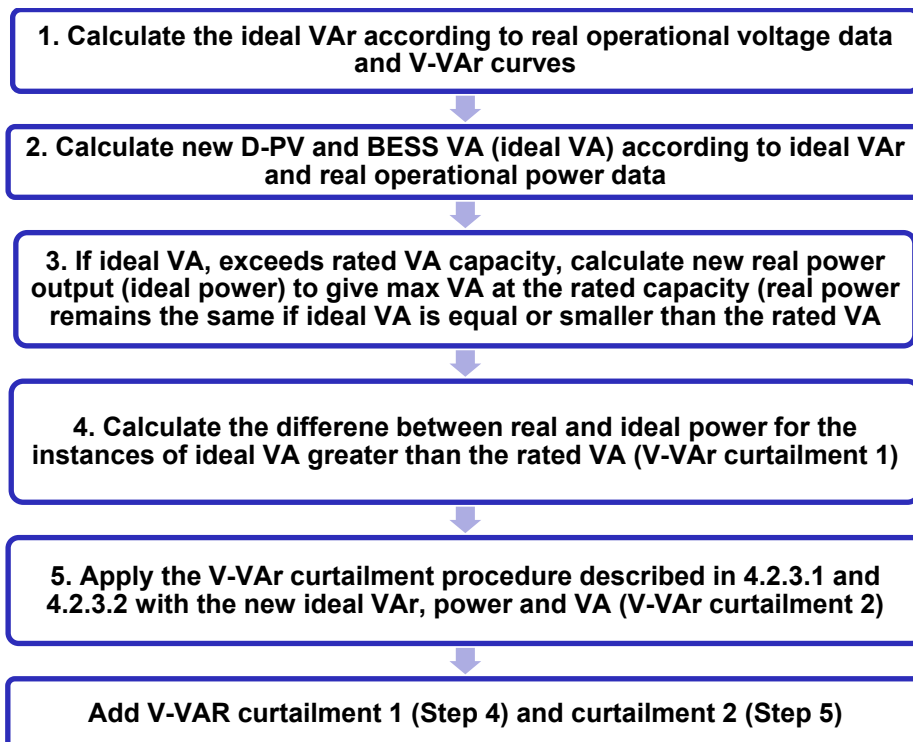 1. Calculate the ideal VAr according to real operational voltage data
and V-VAr curves
2. Calculate new D-PV and BESS VA (ideal VA) according to ideal VAr
and real operational power data
3. If ideal VA, exceeds rated VA capacity, calculate new real power
output (ideal power) to give max VA at the rated capacity (real power
remains the same if ideal VA is equal or smaller than the rated VA
4. Calculate the differene between real and ideal power for the
instances of ideal VA greater than the rated VA (V-VAr curtailment 1)
5. Apply the V-VAr curtailment procedure described in 4.2.3.1 and
4.2.3.2 with the new ideal VAr, power and VA (V-VAr curtailment 2)
Add V-VAR curtailment 1 (Step 4) and curtailment 2 (Step 5)